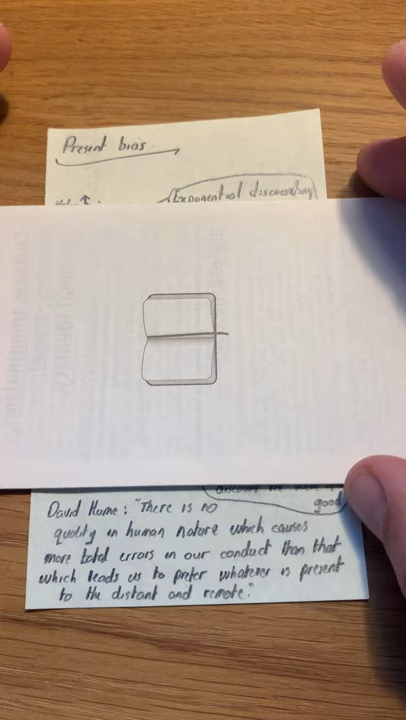 Present bias
Exponential discounting
good
David Hume: "There is no
quality in human nature which causes
more total errors in our conduct than that
which leads us to prefer whatever is present
to the distant and remote."